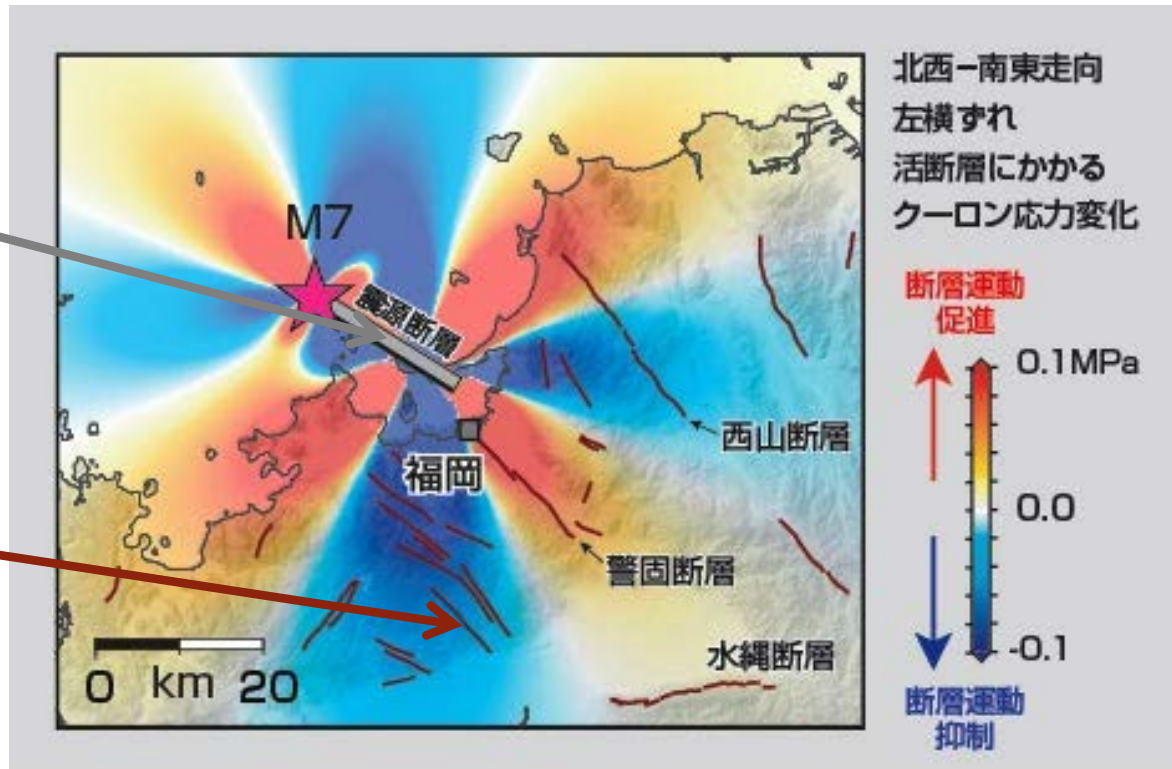 北西−南東走向
左横ずれ
活断層にかかる
クーロン応力変化
M7
震源断層
断層運動
促進
0.1MPa
西山断層
福岡
0.0
警固断層
水縄断層
-0.1
0 km 20
断層運動
抑制